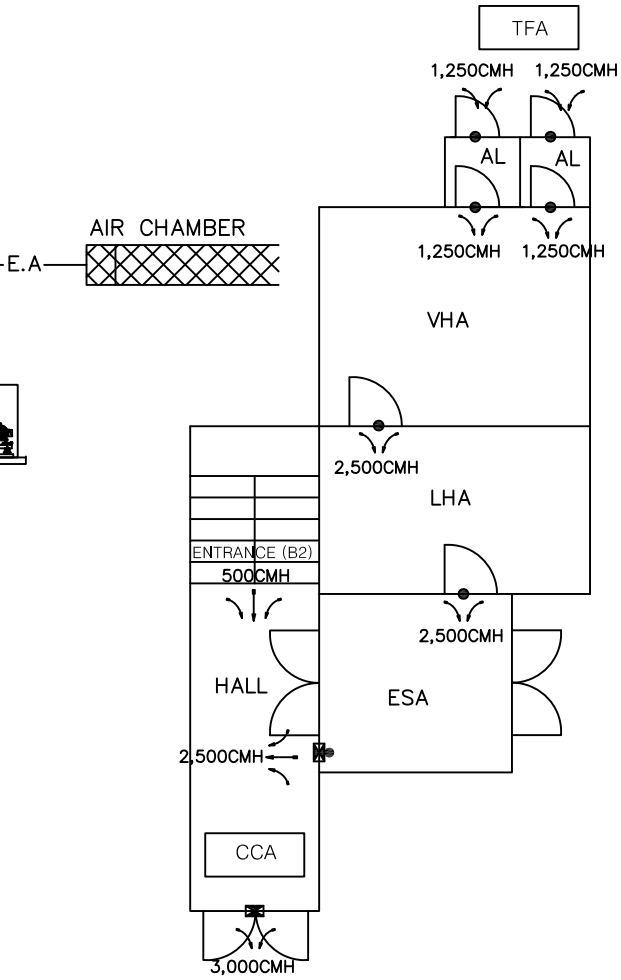 TFA
1,250CMH 1,250CMH
AL AL
AIR CHAMBER
E.A
1,250CMH 1,250CMH
VHA
2,500CMH
LHA
ENTRANCE (B2)
500CMH
2,500CMH
HALL
ESA
2,500CMH
CCA
3,000CMH